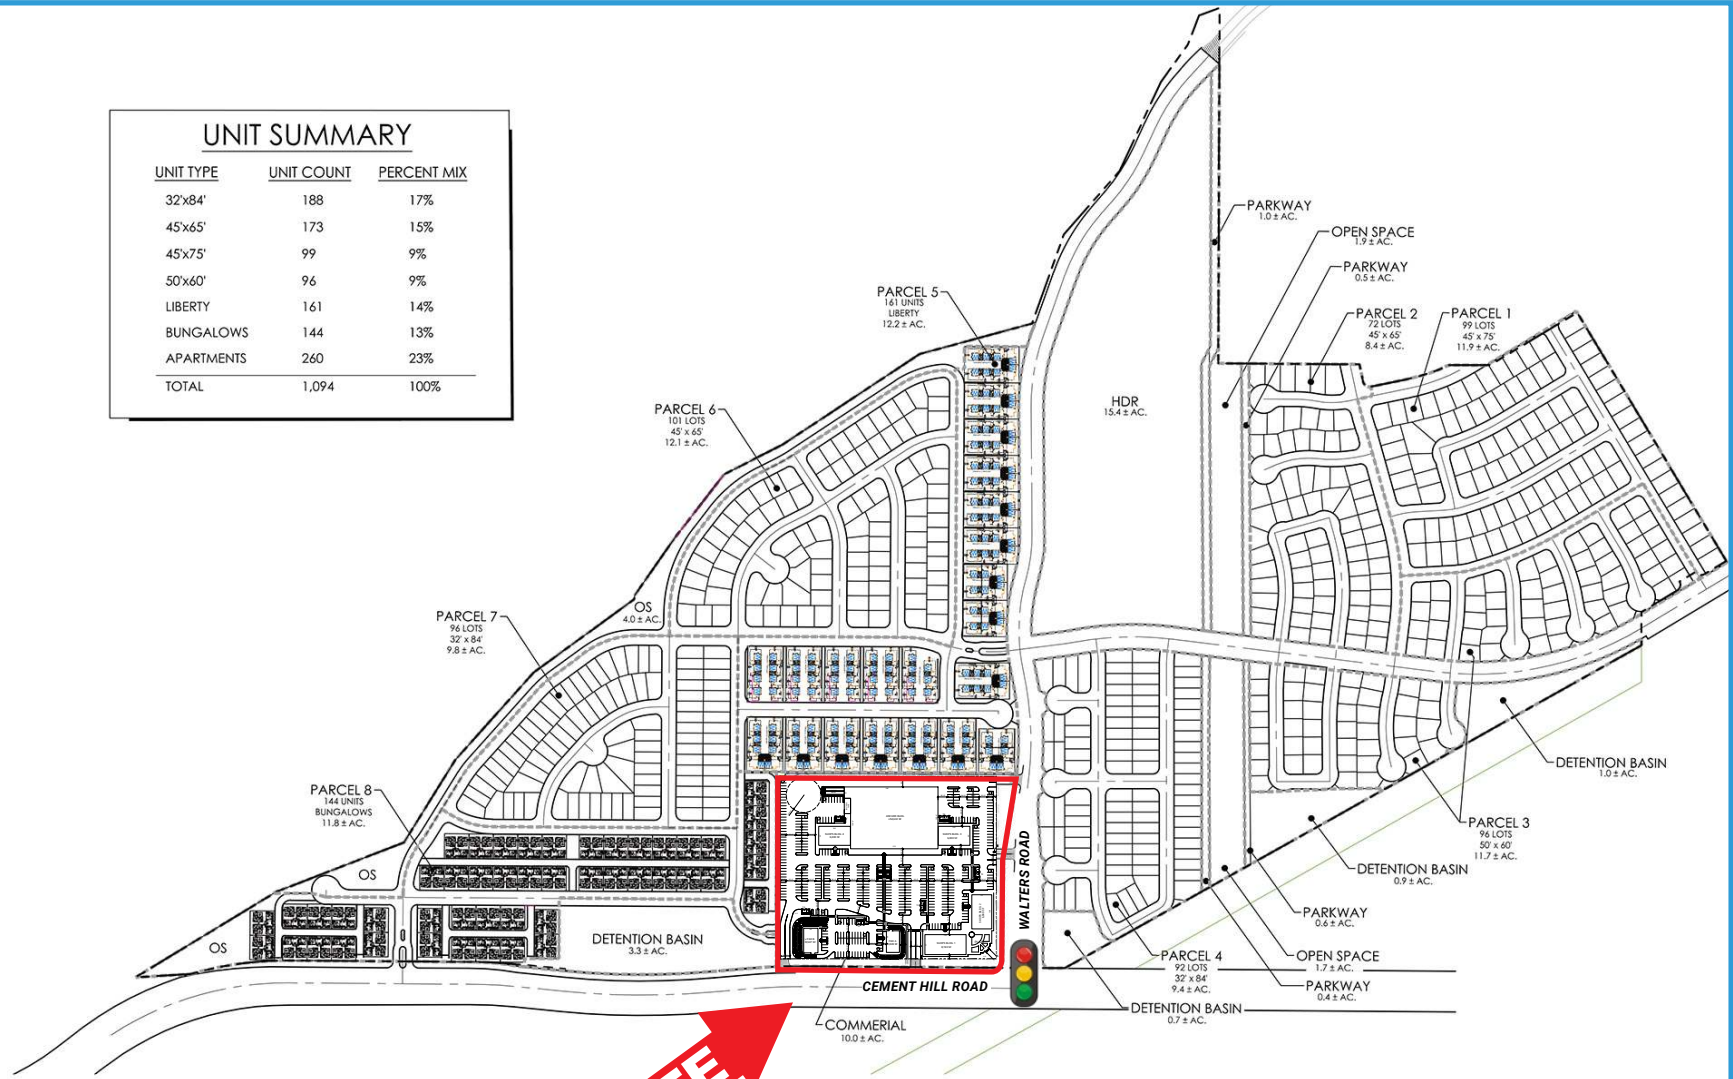 UNIT SUMMARY
UNIT TYPE UNIT COUNT PERCENT MIX
32'x84' 188 17%
45'x65' 173 15%
45'x75' 99 9%
50'x60' 96 9%
LIBERTY 161 14%
BUNGALOWS 144 13%
APARTMENTS 260 23%
TOTAL 1,094 100%
PARKWAY
1.0 ± AC.
OPEN SPACE
1.9 ± AC.
PARKWAY
0.5 ± AC.
PARCEL 5
161 UNITS
LIBERTY
12.2 ± AC.
PARCEL 2
72 LOTS
45' x 65'
8.4 ± AC.
PARCEL 1
99 LOTS
45' x 75'
11.9 ± AC.
HDR
15.4 ± AC.
PARCEL 6
101 LOTS
45' x 65'
12.1 ± AC.
OS
4.0 ± AC.
PARCEL 7
96 LOTS
32' x 84'
9.8 ± AC.
PARCEL 8
144 UNITS
BUNGALOWS
11.8 ± AC.
OS
OS
DETENTION BASIN
3.3 ± AC.
WALTERS ROAD
CEMENT HILL ROAD
COMMERIAL
10.0 ± AC.
DETENTION BASIN
1.0 ± AC.
PARCEL 3
96 LOTS
50' x 60'
11.7 ± AC.
DETENTION BASIN
0.9 ± AC.
PARKWAY
0.6 ± AC.
OPEN SPACE
1.7 ± AC.
PARKWAY
0.4 ± AC.
PARCEL 4
92 LOTS
32' x 84'
9.4 ± AC.
DETENTION BASIN
0.7 ± AC.